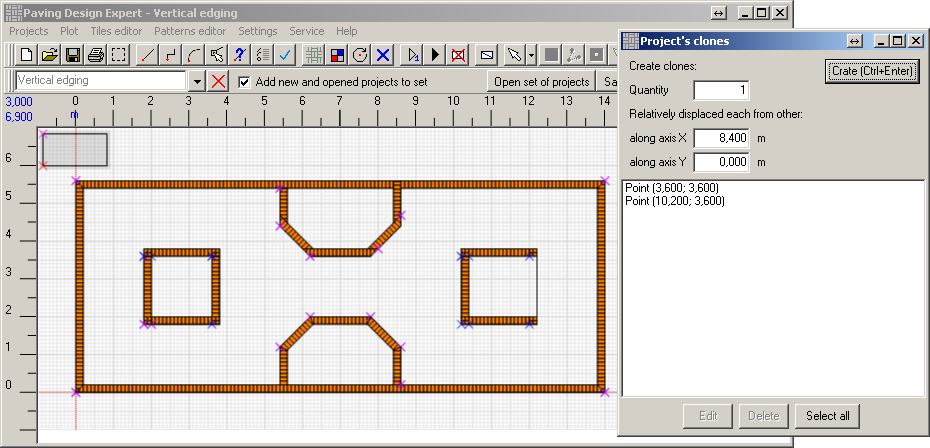 Paving Design Expert - Vertical edging
Projects Plot Tiles editor Patterns editor Settings Service Help
Vertical edging
Add new and opened projects to set
Open set of projects
Sa
3,000
6,900
m
0 1 2 3 4 5 6 7 8 9 10 11 12 13 14
6
5
4
3
2
1
0
Project's clones
Create clones:
Crate (Ctrl+Enter)
Quantity 1
Relatively displaced each from other:
along axis X 8,400 m
along axis Y 0,000 m
Point (3,600; 3,600)
Point (10,200; 3,600)
Edit Delete Select all